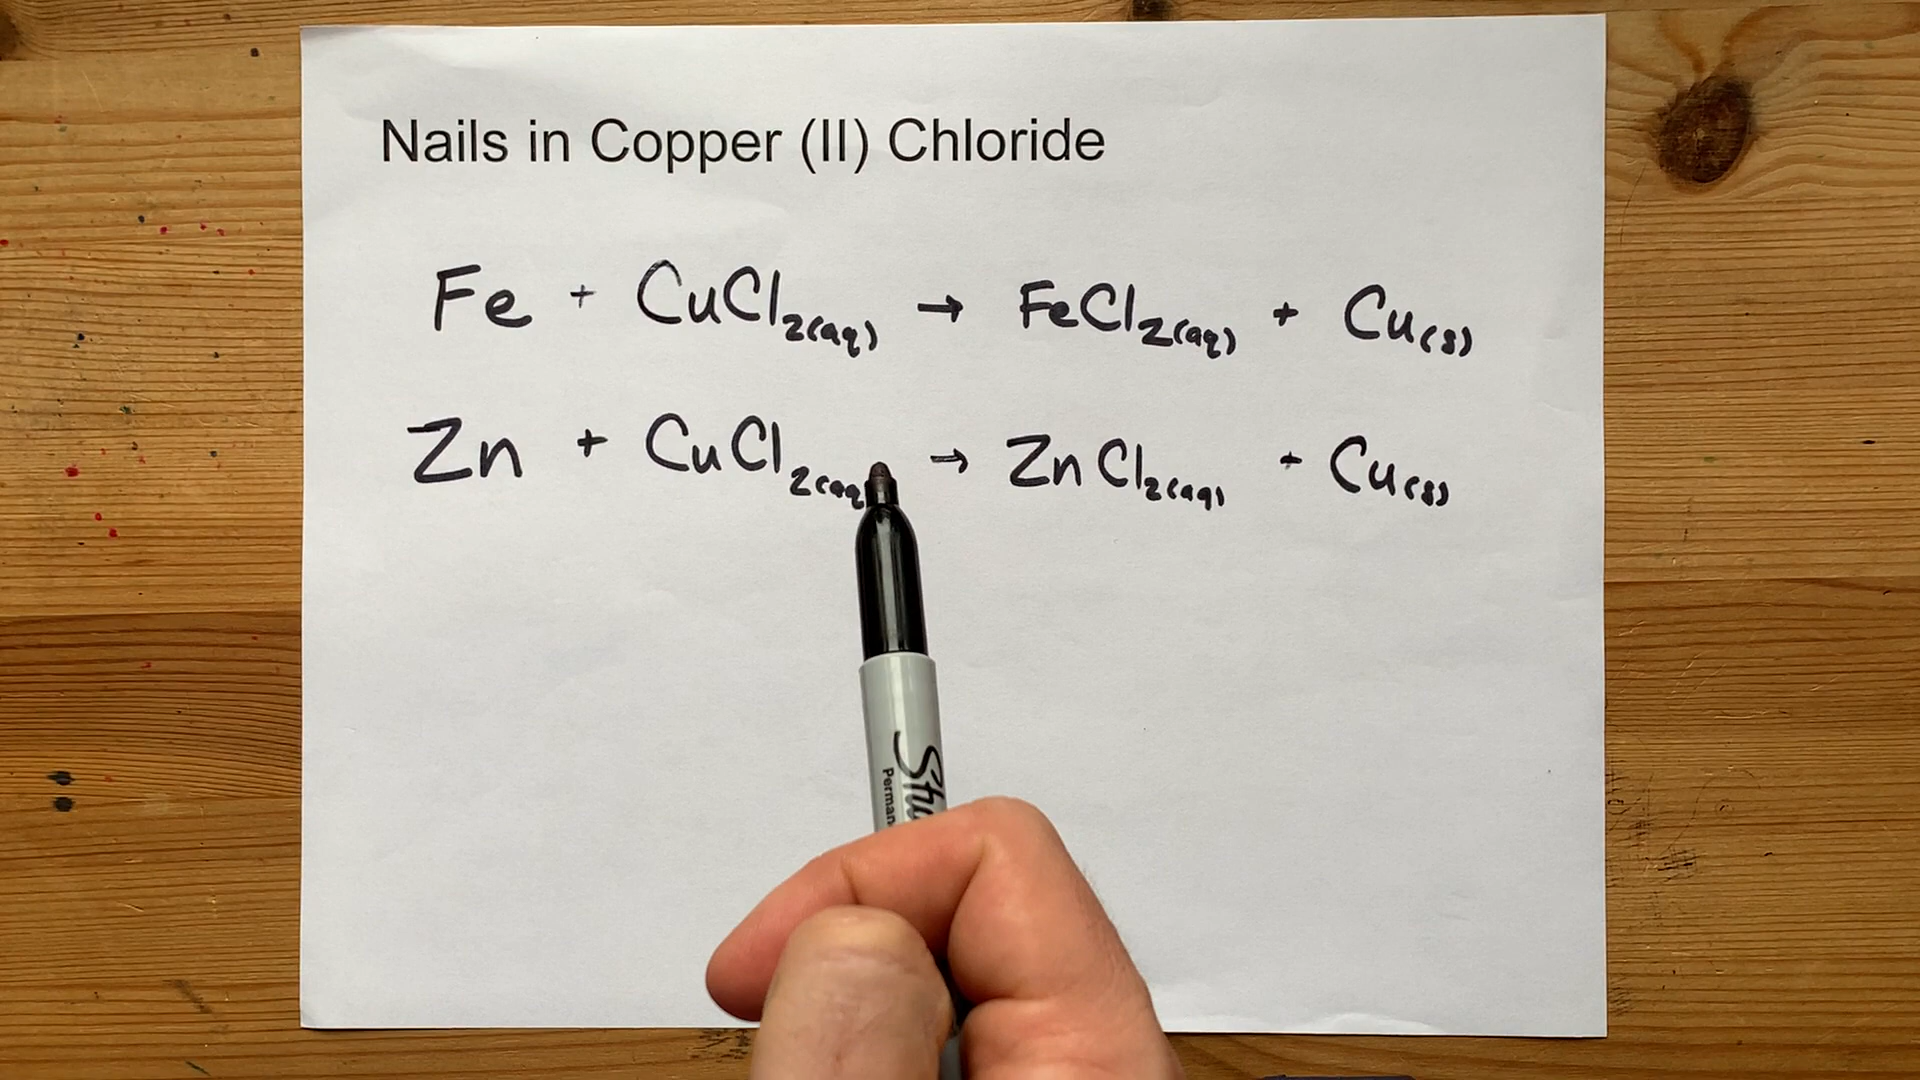 Nails in Copper (II) Chloride
Fe + CuCl₂(aq) → FeCl₂(aq) + Cu(s)
Zn + CuCl₂(aq → ZnCl₂(aq) + Cu(s)